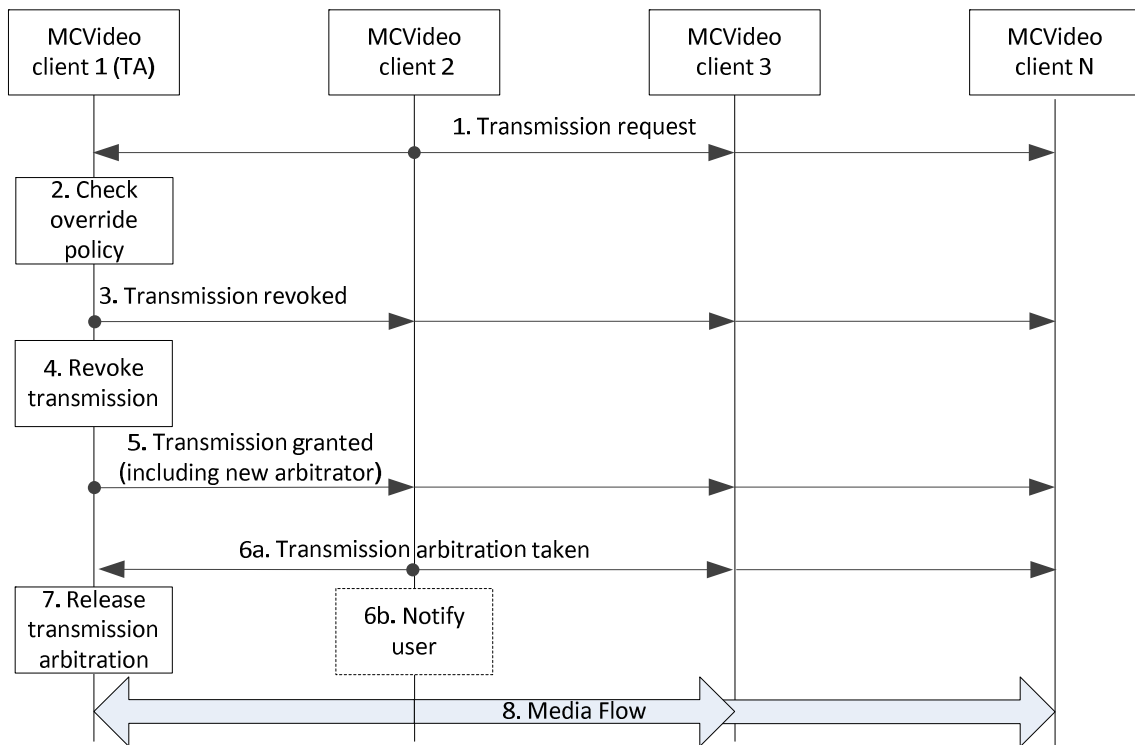 MCVideo
client 1 (TA)
MCVideo
client 2
MCVideo
client 3
MCVideo
client N
1. Transmission request
2. Check
override
policy
3. Transmission revoked
4. Revoke
transmission
5. Transmission granted
(including new arbitrator)
6a. Transmission arbitration taken
7. Release
transmission
arbitration
6b. Notify
user
8. Media Flow